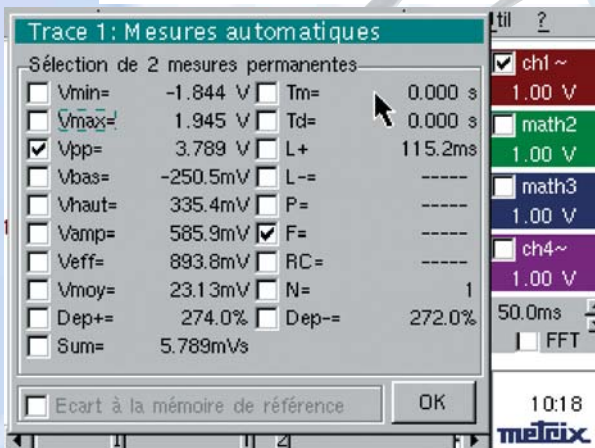 Trace 1: Mesures automatiques
Sélection de 2 mesures permanentes
Vmin= -1.844 V Tm= 0.000 s
Vmax= 1.945 V Td= 0.000 s
Vpp= 3.789 V L+ 115.2ms
Vbas= -250.5mV L-= -----
Vhaut= 335.4mV P= -----
Vamp= 585.9mV F= -----
Veff= 893.8mV RC= -----
Vmoy= 23.13mV N= 1
Dep+= 274.0% Dep-= 272.0%
Sum= 5.789mVs
Ecart à la mémoire de référence OK
til ?
ch1~
1.00 V
math2
1.00 V
math3
1.00 V
ch4~
1.00 V
50.0ms
FFT
10:18
metrix